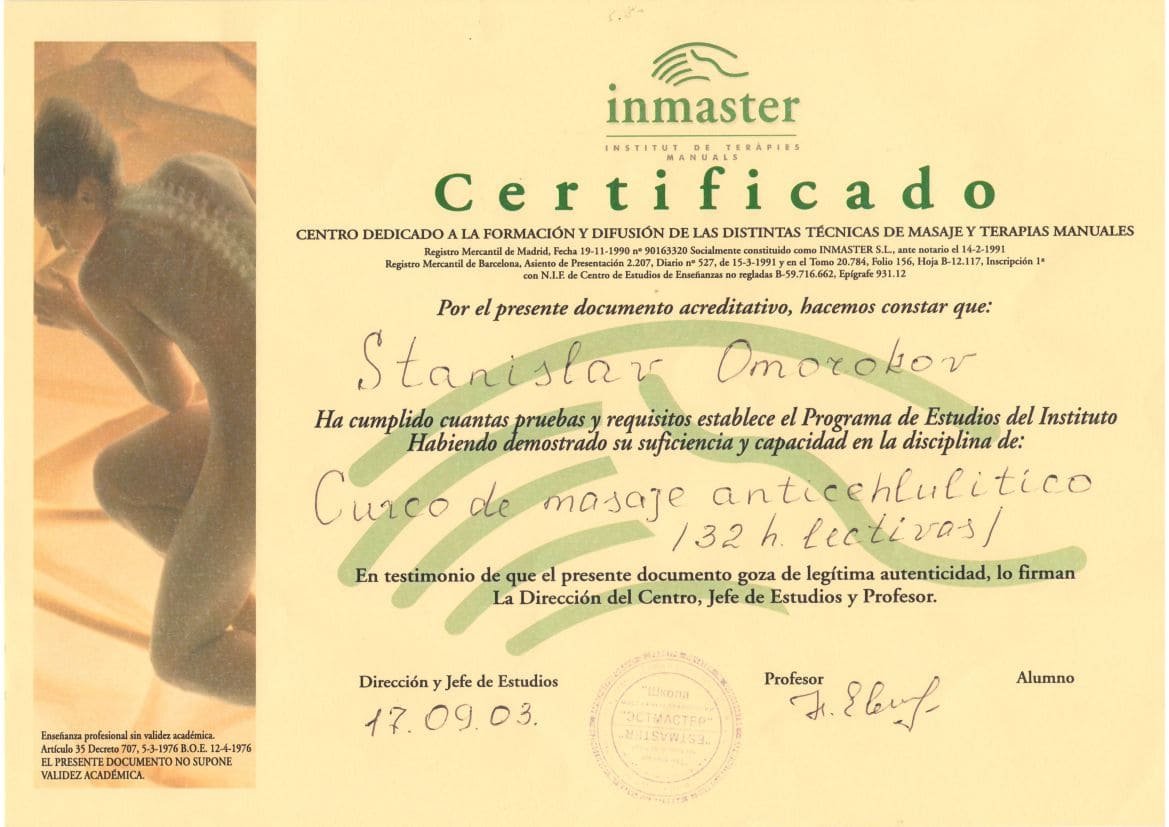 inmaster
INSTITUT DE TERÀPIES
MANUALS
Certificado
CENTRO DEDICADO A LA FORMACIÓN Y DIFUSIÓN DE LAS DISTINTAS TÉCNICAS DE MASAJE Y TERAPIAS MANUALES
Registro Mercantil de Madrid, Fecha 19-11-1990 nº 90163320 Socialmente constituido como INMASTER S.L., ante notario el 14-2-1991
Registro Mercantil de Barcelona, Asiento de Presentación 2.207, Diario nº 527, de 15-3-1991 y en el Tomo 20.784, Folio 156, Hoja B-12.117, Inscripción 1ª
con N.I.F. de Centro de Estudios de Enseñanzas no regladas B-59.716.662, Epígrafe 931.12
Por el presente documento acreditativo, hacemos constar que:
Stanislav Omorokov
Ha cumplido cuantas pruebas y requisitos establece el Programa de Estudios del Instituto
Habiendo demostrado su suficiencia y capacidad en la disciplina de:
Curco de masaje anticehlulitico
/32 h. lectivas/
En testimonio de que el presente documento goza de legítima autenticidad, lo firman
La Dirección del Centro, Jefe de Estudios y Profesor.
Dirección y Jefe de Estudios
17.09.03.
Profesor
Alumno
"Школа
"ЭСТМАСТЕР"
"ESTMASTER"
Enseñanza profesional sin validez académica.
Artículo 35 Decreto 707, 5-3-1976 B.O.E. 12-4-1976
EL PRESENTE DOCUMENTO NO SUPONE
VALIDEZ ACADÉMICA.